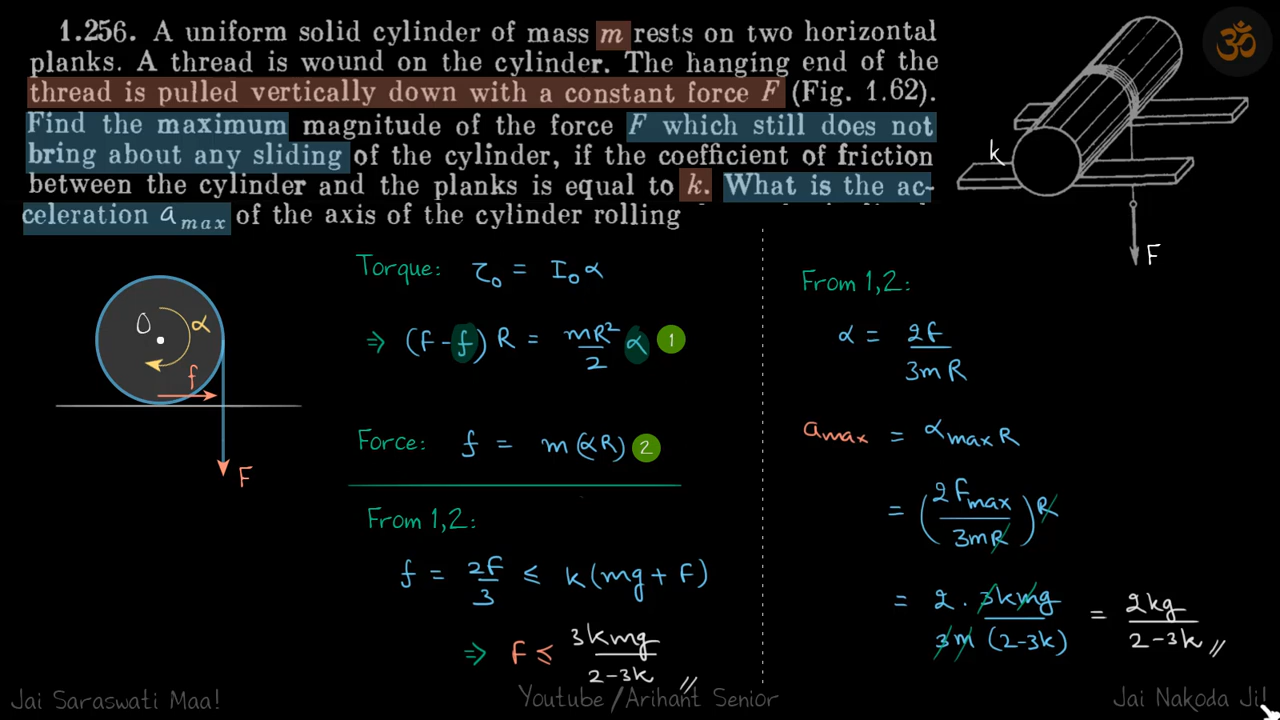 1.256. A uniform solid cylinder of mass m rests on two horizontal
planks. A thread is wound on the cylinder. The hanging end of the
thread is pulled vertically down with a constant force F (Fig. 1.62).
Find the maximum magnitude of the force F which still does not
bring about any sliding of the cylinder, if the coefficient of friction
between the cylinder and the planks is equal to k. What is the ac-
celeration a_max of the axis of the cylinder rolling
k
F
ॐ
O
α
f
F
Torque: τ₀ = I₀ α
⇒ (F - f) R = mR²/2 α 1
Force: f = m(αR) 2
From 1,2:
f = 2F/3 ≤ k(mg + F)
⇒ F ≤ 3kmg/2-3k //
From 1,2:
α = 2F/3mR
a_max = α_max R
= (2F_max/3mR) R
= 2 . 3kmg/3m (2-3k) = 2kg/2-3k //
Jai Saraswati Maa!
Youtube /Arihant Senior
Jai Nakoda Ji!